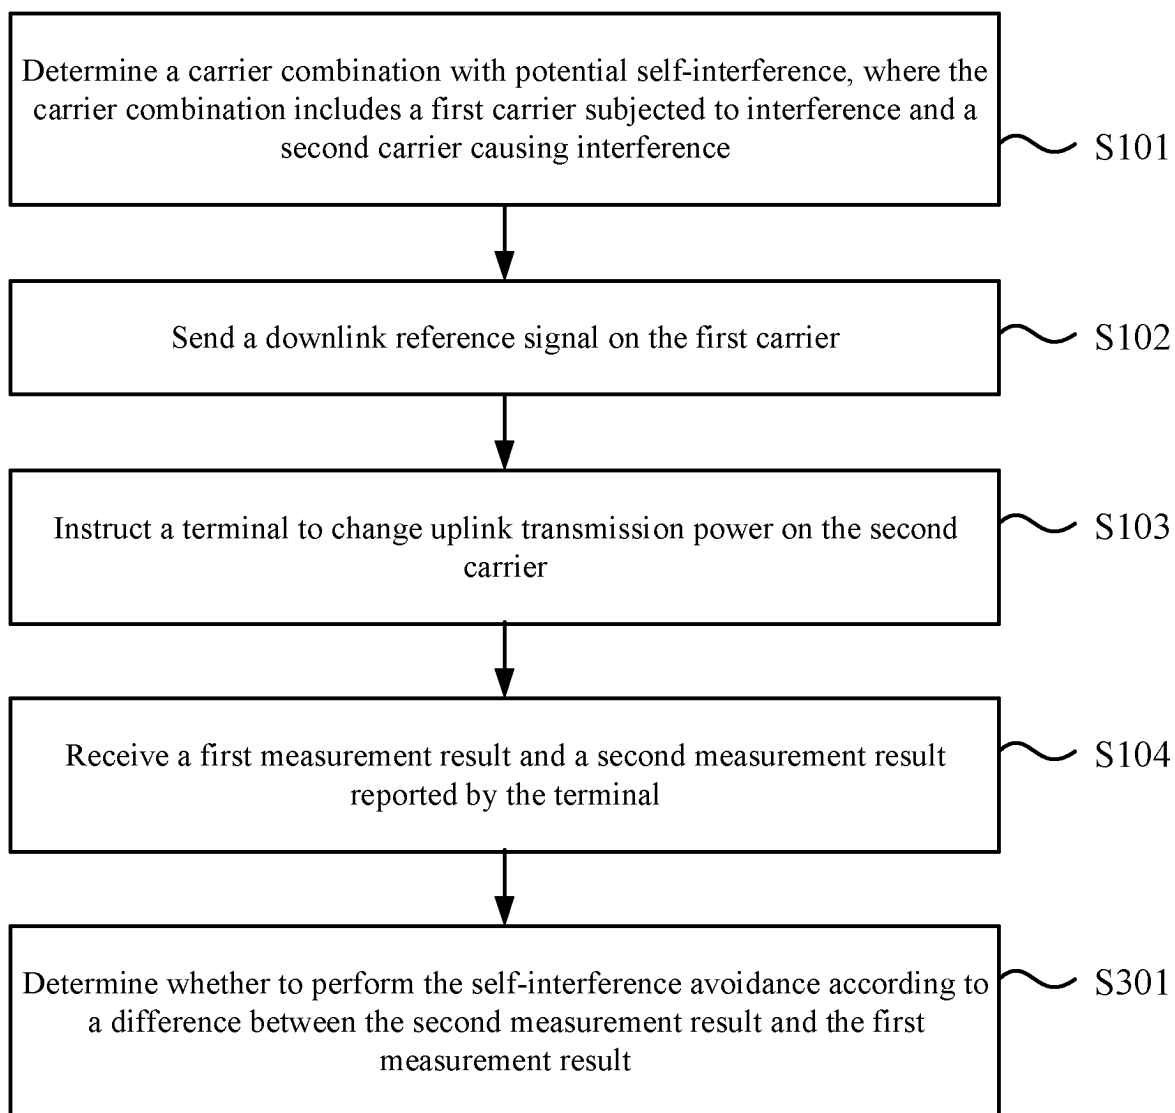 Determine a carrier combination with potential self-interference, where the
carrier combination includes a first carrier subjected to interference and a
second carrier causing interference
S101
Send a downlink reference signal on the first carrier
S102
Instruct a terminal to change uplink transmission power on the second
carrier
S103
Receive a first measurement result and a second measurement result
reported by the terminal
S104
Determine whether to perform the self-interference avoidance according to
a difference between the second measurement result and the first
measurement result
S301